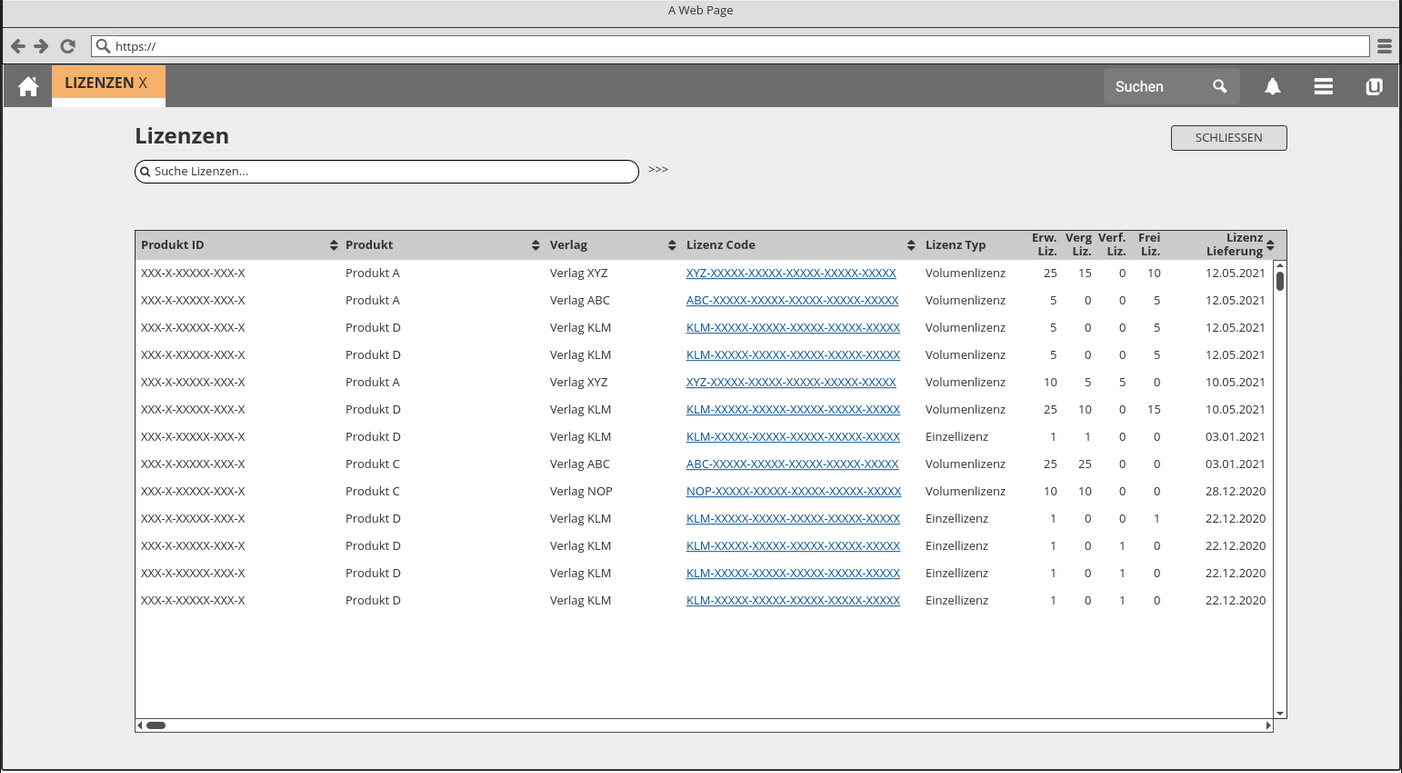 A Web Page
https://
LIZENZEN X
Suchen
Lizenzen
SCHLIESSEN
Suche Lizenzen...
>>>
Produkt ID Produkt Verlag Lizenz Code Lizenz Typ Erw. Liz. Verg Liz. Verf. Liz. Frei Liz. Lizenz Lieferung
XXX-X-XXXXX-XXX-X Produkt A Verlag XYZ XYZ-XXXXX-XXXXX-XXXXX-XXXXX-XXXXX Volumenlizenz 25 15 0 10 12.05.2021
XXX-X-XXXXX-XXX-X Produkt A Verlag ABC ABC-XXXXX-XXXXX-XXXXX-XXXXX-XXXXX Volumenlizenz 5 0 0 5 12.05.2021
XXX-X-XXXXX-XXX-X Produkt D Verlag KLM KLM-XXXXX-XXXXX-XXXXX-XXXXX-XXXXX Volumenlizenz 5 0 0 5 12.05.2021
XXX-X-XXXXX-XXX-X Produkt D Verlag KLM KLM-XXXXX-XXXXX-XXXXX-XXXXX-XXXXX Volumenlizenz 5 0 0 5 12.05.2021
XXX-X-XXXXX-XXX-X Produkt A Verlag XYZ XYZ-XXXXX-XXXXX-XXXXX-XXXXX-XXXXX Volumenlizenz 10 5 5 0 10.05.2021
XXX-X-XXXXX-XXX-X Produkt D Verlag KLM KLM-XXXXX-XXXXX-XXXXX-XXXXX-XXXXX Volumenlizenz 25 10 0 15 10.05.2021
XXX-X-XXXXX-XXX-X Produkt D Verlag KLM KLM-XXXXX-XXXXX-XXXXX-XXXXX-XXXXX Einzellizenz 1 1 0 0 03.01.2021
XXX-X-XXXXX-XXX-X Produkt C Verlag ABC ABC-XXXXX-XXXXX-XXXXX-XXXXX-XXXXX Volumenlizenz 25 25 0 0 03.01.2021
XXX-X-XXXXX-XXX-X Produkt C Verlag NOP NOP-XXXXX-XXXXX-XXXXX-XXXXX-XXXXX Volumenlizenz 10 10 0 0 28.12.2020
XXX-X-XXXXX-XXX-X Produkt D Verlag KLM KLM-XXXXX-XXXXX-XXXXX-XXXXX-XXXXX Einzellizenz 1 0 0 1 22.12.2020
XXX-X-XXXXX-XXX-X Produkt D Verlag KLM KLM-XXXXX-XXXXX-XXXXX-XXXXX-XXXXX Einzellizenz 1 0 1 0 22.12.2020
XXX-X-XXXXX-XXX-X Produkt D Verlag KLM KLM-XXXXX-XXXXX-XXXXX-XXXXX-XXXXX Einzellizenz 1 0 1 0 22.12.2020
XXX-X-XXXXX-XXX-X Produkt D Verlag KLM KLM-XXXXX-XXXXX-XXXXX-XXXXX-XXXXX Einzellizenz 1 0 1 0 22.12.2020